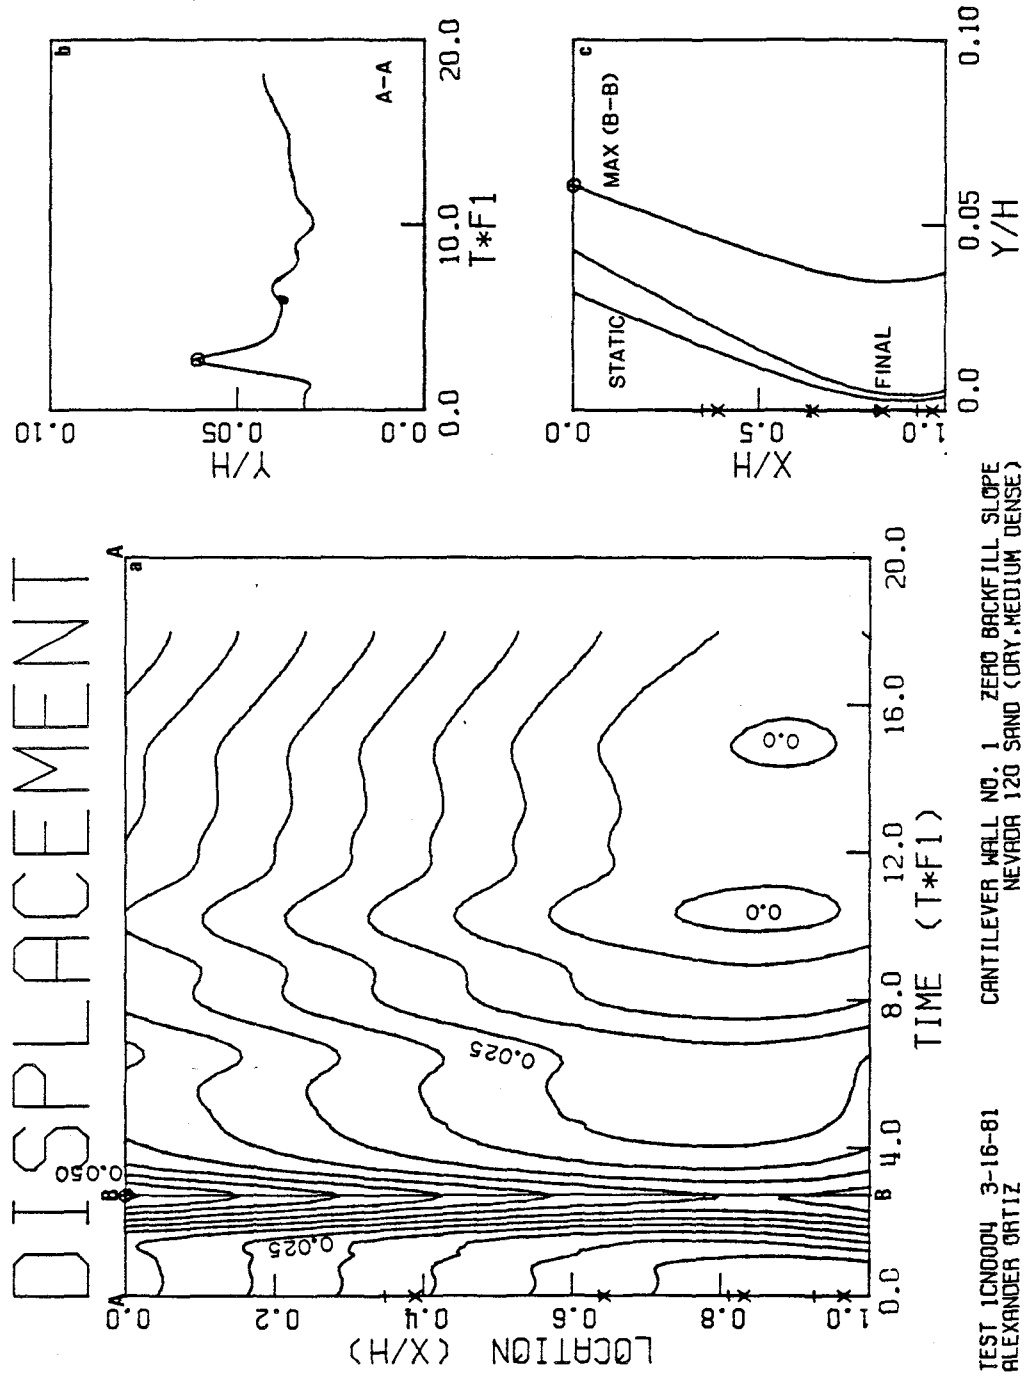 DISPLACEMENT
A
A
a
0.050
B
B
0.025
0.025
0.0
0.0
0.0
0.2
0.4
0.6
0.8
1.0
LOCATION (X/H)
0.0
4.0
8.0
12.0
16.0
20.0
TIME (T*F1)
b
0.10
0.05
0.0
Y/H
0.0
10.0
20.0
T*F1
A-A
c
0.0
0.5
1.0
X/H
STATIC
FINAL
MAX (B-B)
0.0
0.05
0.10
Y/H
TEST 1CN0004 3-16-81
ALEXANDER ORTIZ
CANTILEVER WALL NO. 1 ZERO BACKFILL SLOPE
NEVADA 120 SAND (DRY,MEDIUM DENSE)